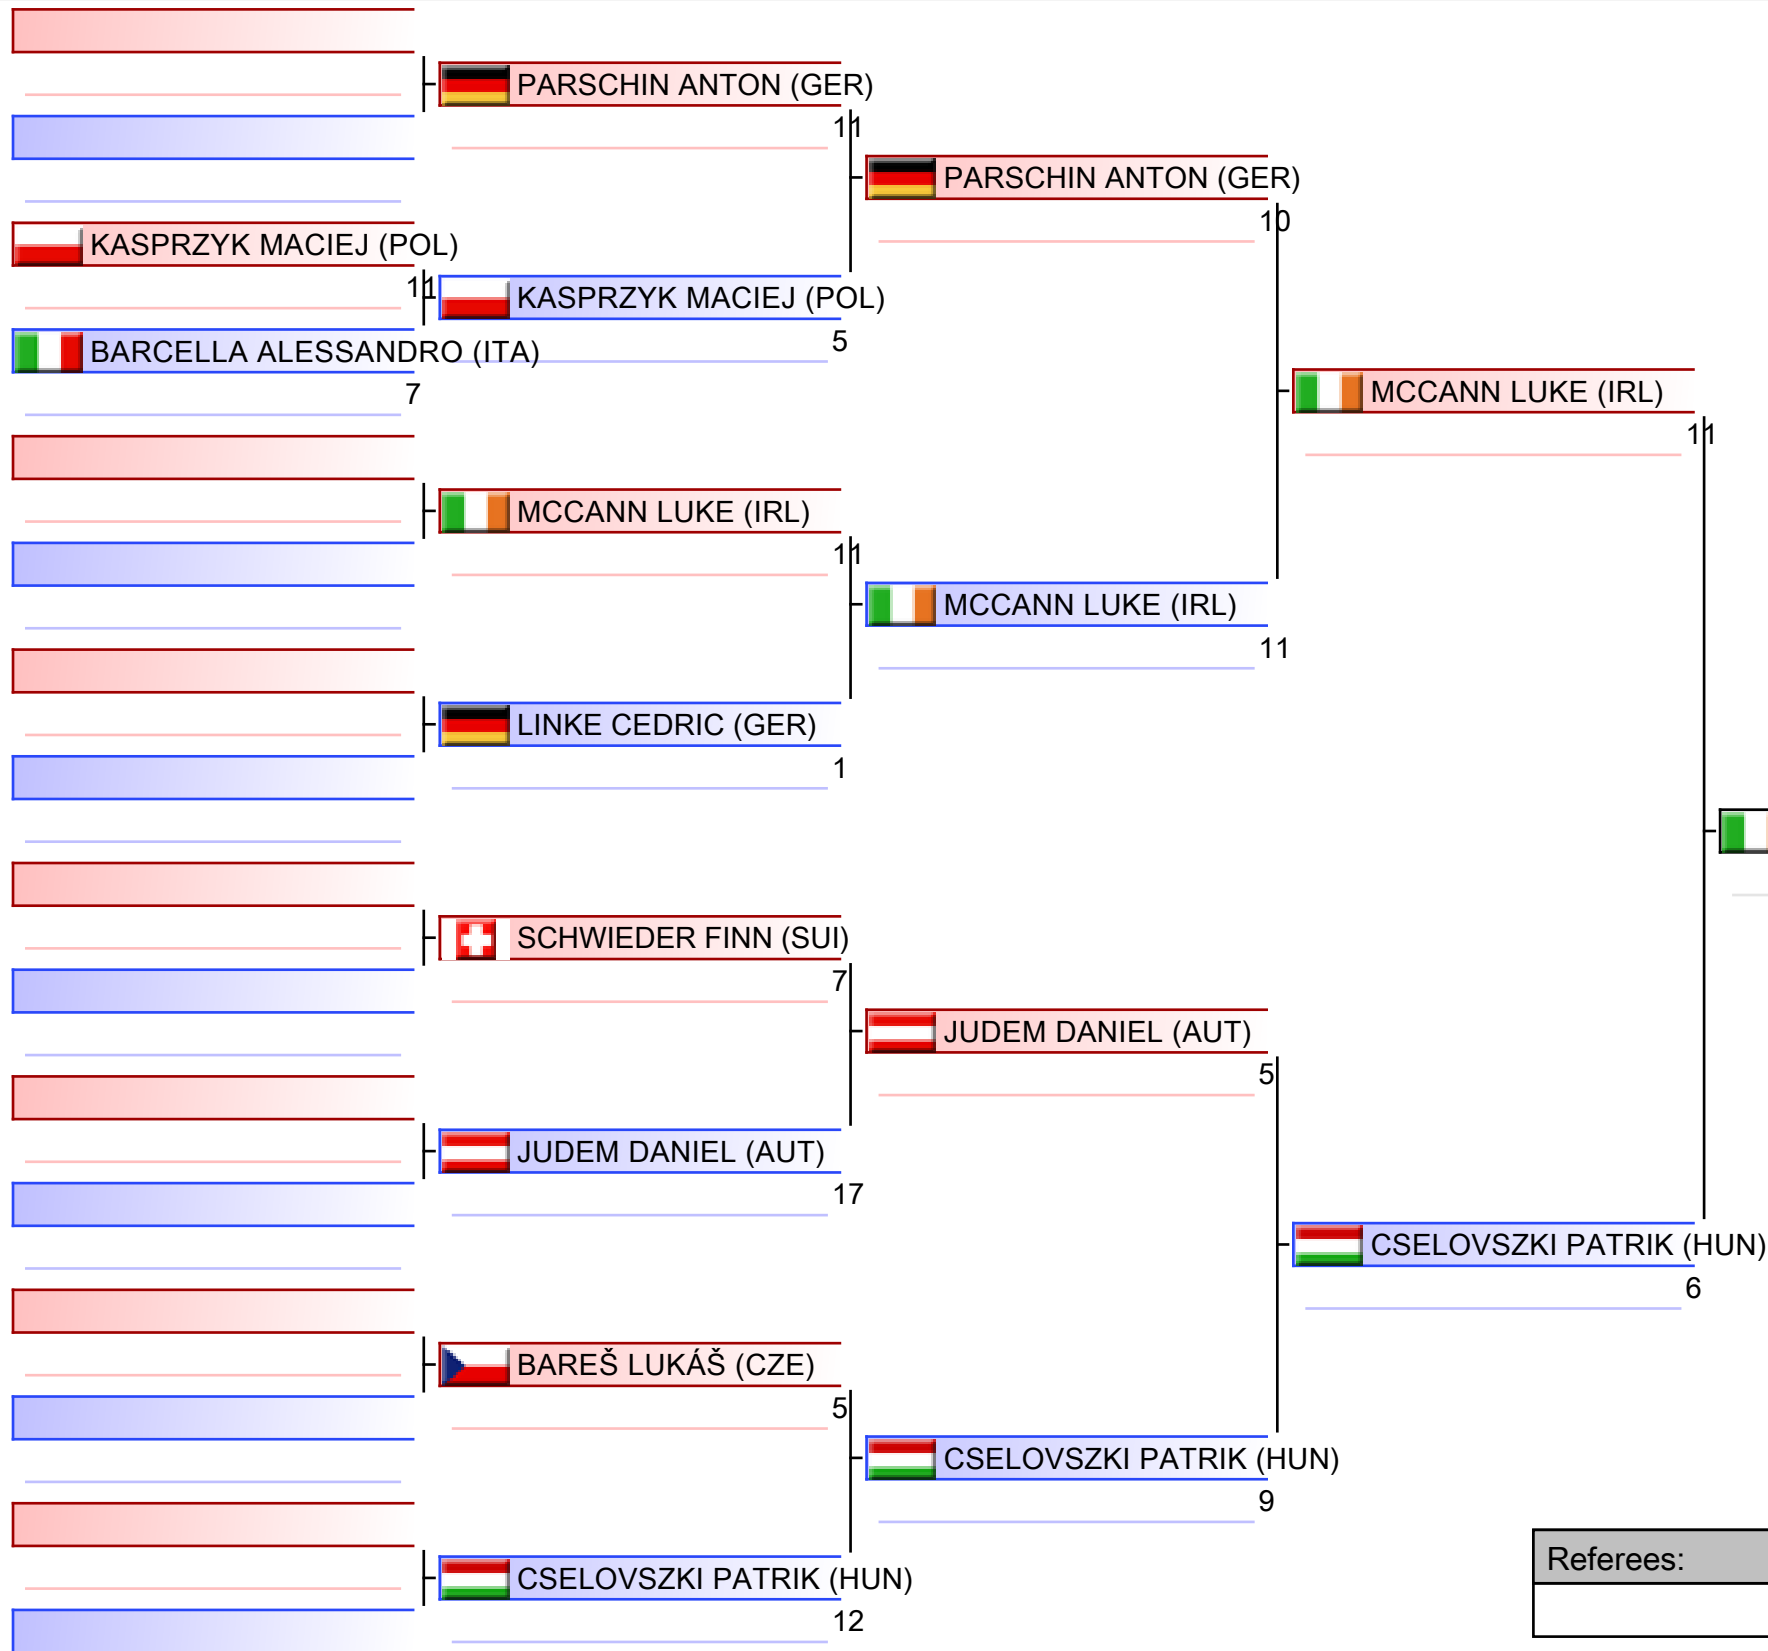 PARSCHIN ANTON (GER)
11
PARSCHIN ANTON (GER)
10
KASPRZYK MACIEJ (POL)
11
KASPRZYK MACIEJ (POL)
5
BARCELLA ALESSANDRO (ITA)
7
MCCANN LUKE (IRL)
11
MCCANN LUKE (IRL)
11
MCCANN LUKE (IRL)
11
LINKE CEDRIC (GER)
1
SCHWIEDER FINN (SUI)
7
JUDEM DANIEL (AUT)
5
JUDEM DANIEL (AUT)
17
CSELOVSZKI PATRIK (HUN)
6
BAREŠ LUKÁŠ (CZE)
5
CSELOVSZKI PATRIK (HUN)
9
CSELOVSZKI PATRIK (HUN)
12
Referees: